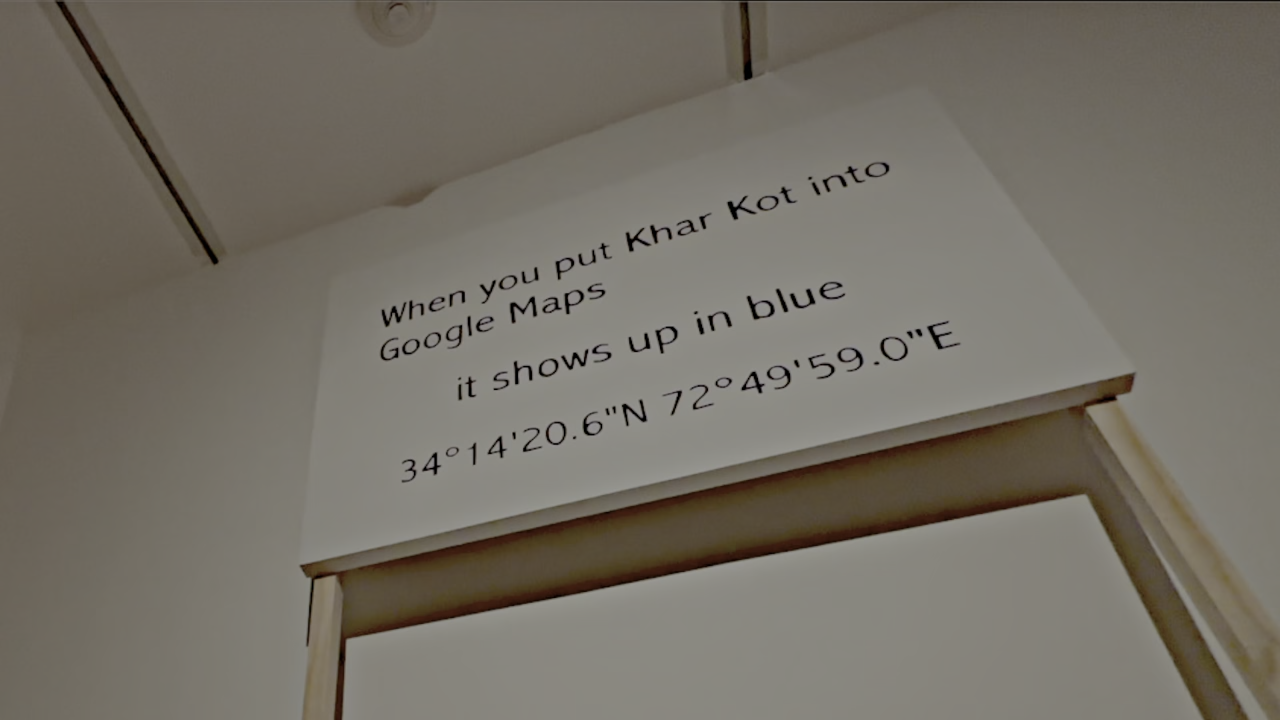 When you put Khar Kot into
Google Maps
it shows up in blue
34°14'20.6"N 72°49'59.0"E